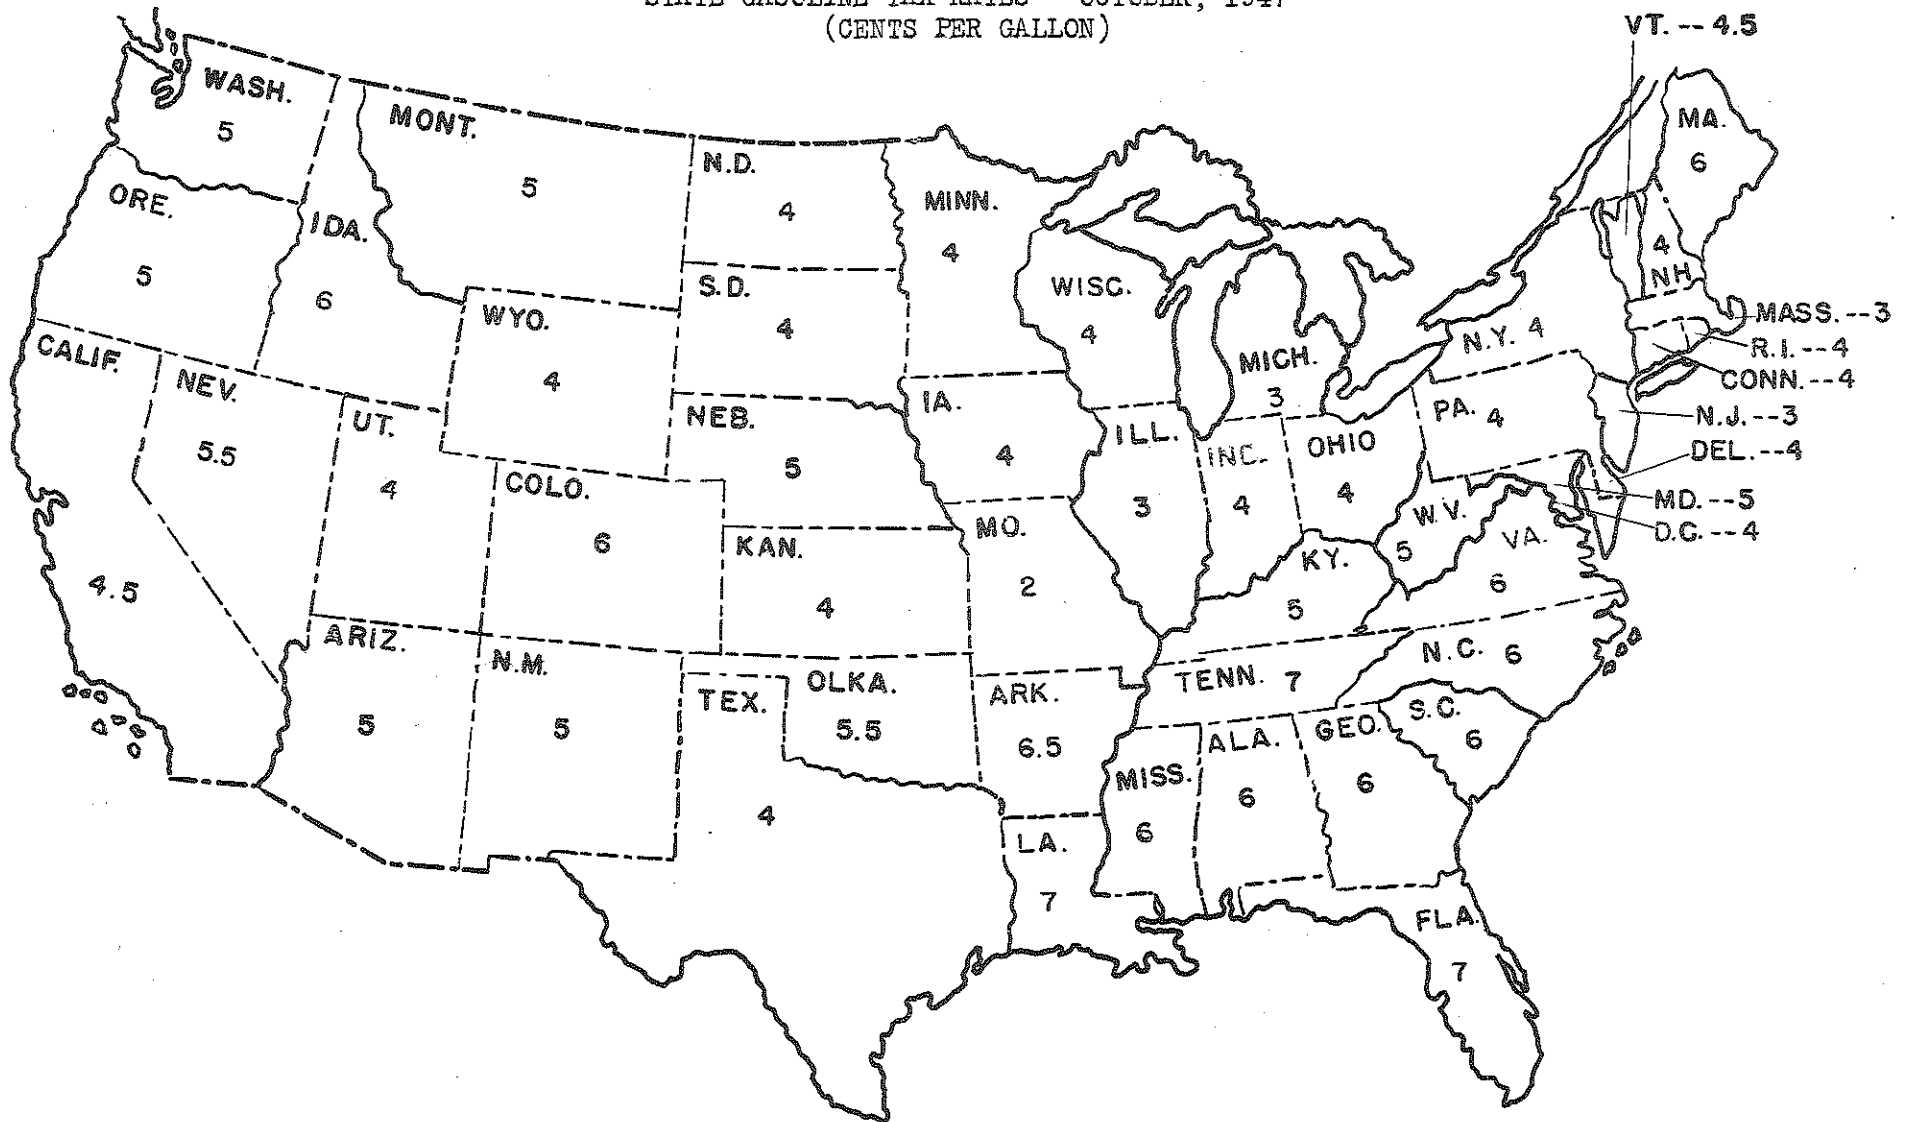 (CENTS PER GALLON)
VT. -- 4.5
WASH.
5
MONT.
5
N.D.
4
MINN.
4
MA.
6
ORE.
5
IDA.
6
S.D.
4
WISC.
4
4
NH
WYO.
4
MICH.
3
N.Y. 4
MASS. -- 3
R.I. -- 4
CONN. -- 4
CALIF.
4.5
NEV.
5.5
UT.
4
NEB.
5
IA.
4
ILL.
3
INC.
4
OHIO
4
PA.
4
N.J. -- 3
DEL. -- 4
MD. -- 5
D.C. -- 4
COLO.
6
KAN.
4
MO.
2
KY.
5
W.V.
5
VA.
6
ARIZ.
5
N.M.
5
TEX.
4
OLKA.
5.5
ARK.
6.5
TENN. 7
N.C. 6
S.C.
6
MISS.
6
ALA.
6
GEO.
6
LA.
7
FLA.
7